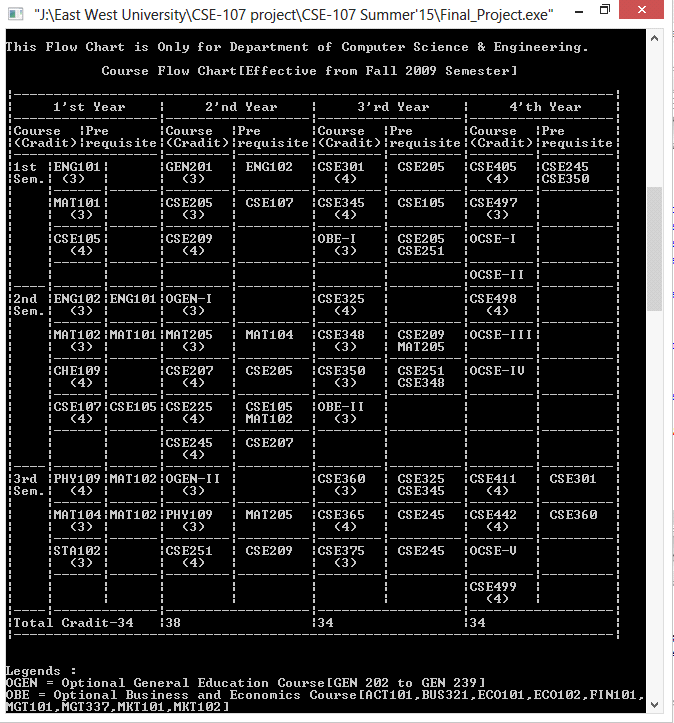 "J:\East West University\CSE-107 project\CSE-107 Summer'15\Final_Project.exe"
This Flow Chart is Only for Department of Computer Science & Engineering.
Course Flow Chart[Effective from Fall 2009 Semester]
1'st Year 2'nd Year 3'rd Year 4'th Year
Course Pre Course Pre Course Pre Course Pre
(Cradit) requisite (Cradit) requisite (Cradit) requisite (Cradit) requisite
1st ENG101 GEN201 ENG102 CSE301 CSE205 CSE405 CSE245
Sem. (3) (3) (4) (4) CSE350
MAT101 CSE205 CSE107 CSE345 CSE105 CSE497
(3) (3) (4) (3)
CSE105 CSE209 OBE-I CSE205 OCSE-I
(4) (4) (3) CSE251
OCSE-II
2nd ENG102 ENG101 OGEN-I CSE325 CSE498
Sem. (3) (3) (4) (4)
MAT102 MAT101 MAT205 MAT104 CSE348 CSE209 OCSE-III
(3) (3) (3) MAT205
CHE109 CSE207 CSE205 CSE350 CSE251 OCSE-IV
(4) (4) (3) CSE348
CSE107 CSE105 CSE225 CSE105 OBE-II
(4) (4) MAT102 (3)
CSE245 CSE207
(4)
3rd PHY109 MAT102 OGEN-II CSE360 CSE325 CSE411 CSE301
Sem. (4) (3) (3) CSE345 (4)
MAT104 MAT102 PHY109 MAT205 CSE365 CSE245 CSE442 CSE360
(3) (3) (4) (4)
STA102 CSE251 CSE209 CSE375 CSE245 OCSE-V
(3) (4) (3)
CSE499
(4)
Total Cradit-34 38 34 34
Legends :
OGEN = Optional General Education Course[GEN 202 to GEN 239]
OBE = Optional Business and Economics Course[ACT101,BUS321,ECO101,ECO102,FIN101,
MGT101,MGT337,MKT101,MKT102]